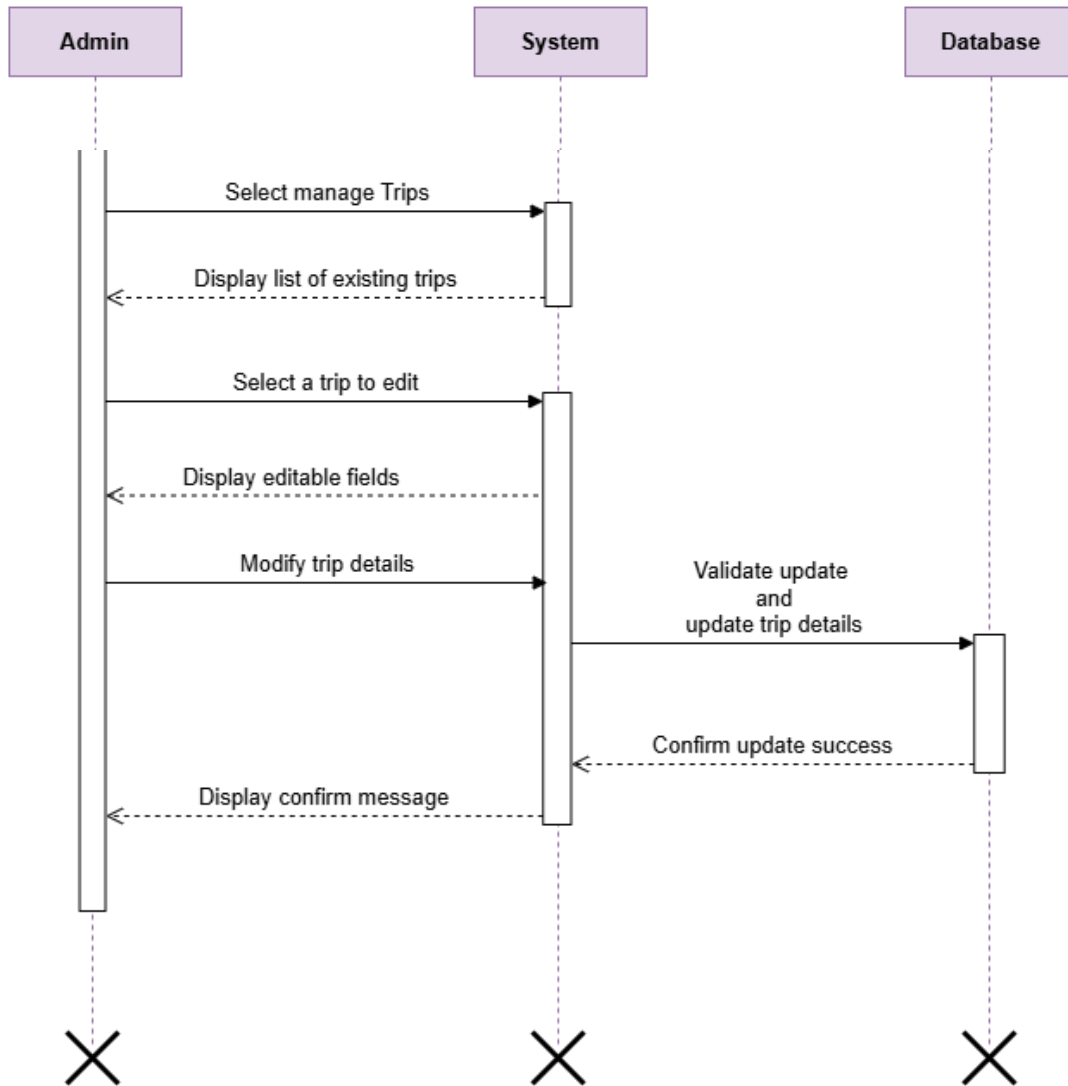 Admin
System
Database
Select manage Trips
Display list of existing trips
Select a trip to edit
Display editable fields
Modify trip details
Validate update
and
update trip details
Confirm update success
Display confirm message